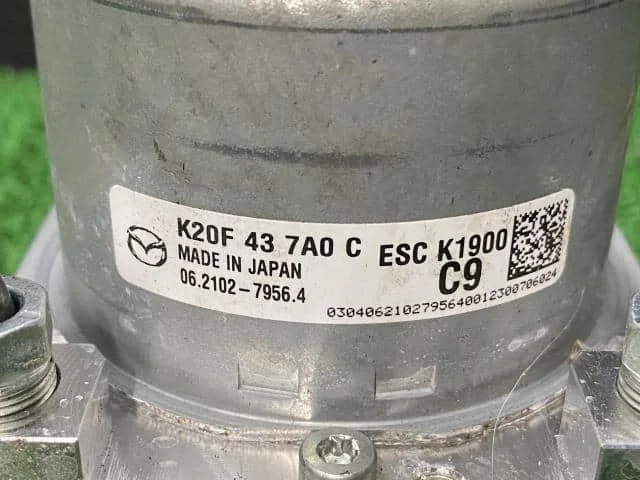 K20F 43 7A0 C ESC K1900
MADE IN JAPAN C9
06.2102-7956.4
0304062102795640012300706024